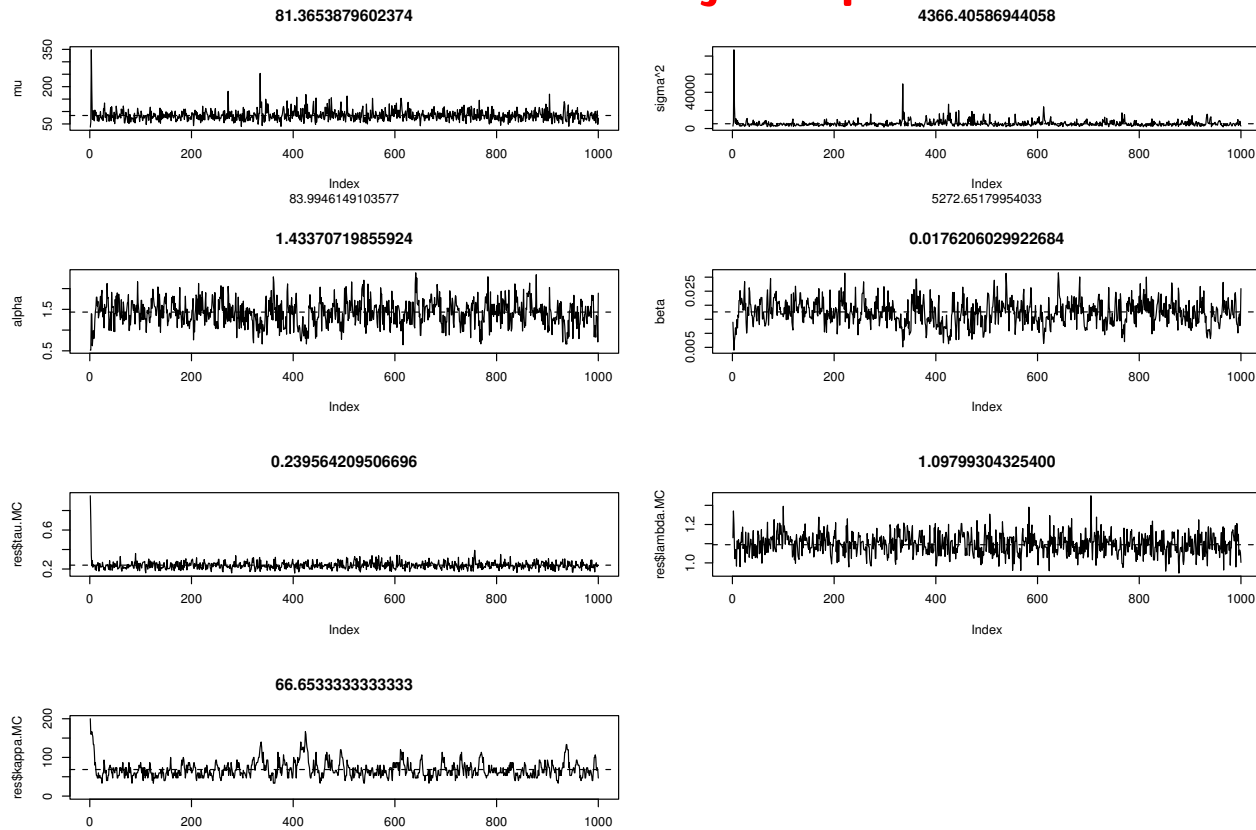 81.3653879602374
mu
50 200 350
0 200 400 600 800 1000
Index
83.9946149103577
4366.40586944058
sigma^2
0 40000
0 200 400 600 800 1000
Index
5272.65179954033
1.43370719855924
alpha
0.5 1.5
0 200 400 600 800 1000
Index
0.0176206029922684
beta
0.005 0.025
0 200 400 600 800 1000
Index
0.239564209506696
res$tau.MC
0.2 0.6
0 200 400 600 800 1000
Index
1.09799304325400
res$lambda.MC
1.0 1.2
0 200 400 600 800 1000
Index
66.6533333333333
res$kappa.MC
0 100 200
0 200 400 600 800 1000